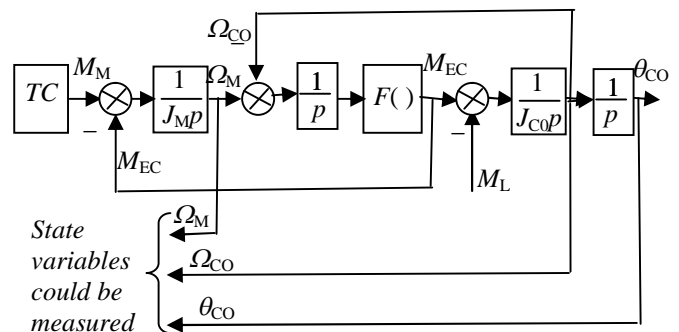 Ω_CO
−
TC
M_M
−
1/(J_M p)
Ω_M
1/p
F( )
M_EC
−
1/(J_C0 p)
1/p
θ_CO
M_EC
M_L
State
variables
could be
measured
Ω_M
Ω_CO
θ_CO